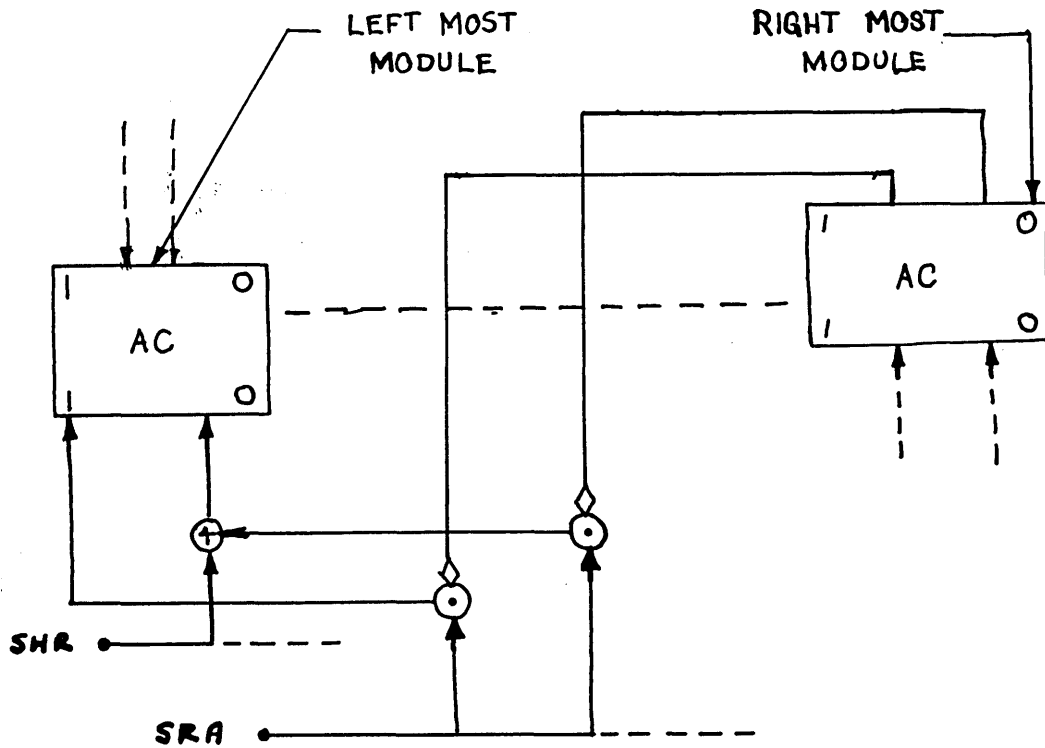 LEFT MOST
MODULE
RIGHT MOST
MODULE
1 0
AC
1 0
1 0
AC
1 0
+
SHR
SRA